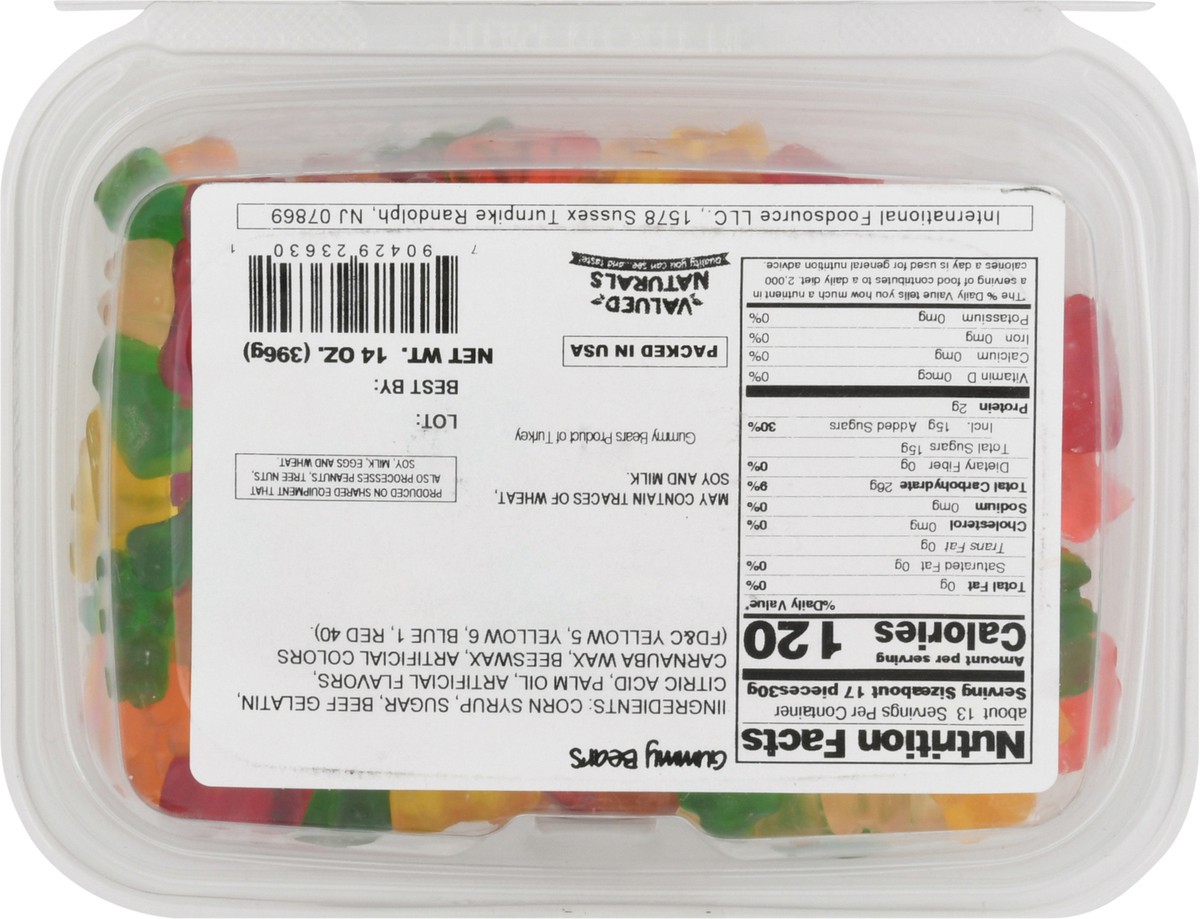 Nutrition Facts
about 13 Servings Per Container
Serving Sizeabout 17 pieces30g
Amount per serving
Calories 120
%Daily Value*
Total Fat 0g 0%
Saturated Fat 0g 0%
Trans Fat 0g
Cholesterol 0mg 0%
Sodium 0mg 0%
Total Carbohydrate 26g 9%
Dietary Fiber 0g 0%
Total Sugars 15g
Incl. 15g Added Sugars 30%
Protein 2g
Vitamin D 0mcg 0%
Calcium 0mg 0%
Iron 0mg 0%
Potassium 0mg 0%
*The % Daily Value tells you how much a nutrient in
a serving of food contributes to a daily diet. 2,000
calories a day is used for general nutrition advice.
Gummy Bears
IINGREDIENTS: CORN SYRUP, SUGAR, BEEF GELATIN,
CITRIC ACID, PALM OIL, ARTIFICIAL FLAVORS,
CARNAUBA WAX, BEESWAX, ARTIFICIAL COLORS
(FD&C YELLOW 5, YELLOW 6, BLUE 1, RED 40).
MAY CONTAIN TRACES OF WHEAT,
SOY AND MILK.
Gummy Bears Product of Turkey
PRODUCED ON SHARED EQUIPMENT THAT
ALSO PROCESSES PEANUTS, TREE NUTS,
SOY, MILK, EGGS AND WHEAT.
LOT:
BEST BY:
PACKED IN USA
NET WT. 14 OZ. (396g)
VALUED
NATURALS
Quality you can see...and taste!
7 90429 23630 1
International Foodsource LLC., 1578 Sussex Turnpike Randolph, NJ 07869